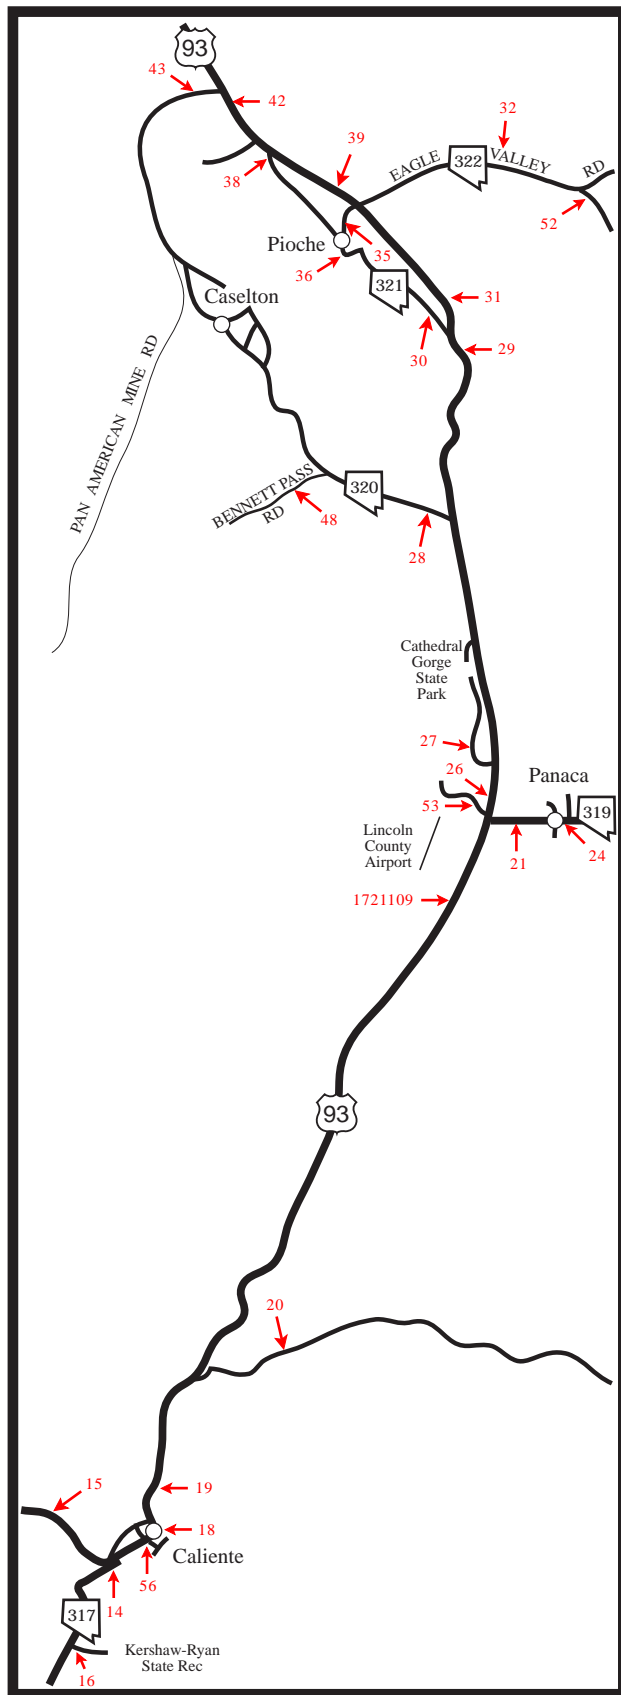 93
43
42
32
39
EAGLE
322
VALLEY
RD
38
52
Pioche
35
36
321
31
Caselton
30
29
PAN AMERICAN MINE RD
BENNETT PASS
RD
320
48
28
Cathedral
Gorge
State
Park
27
26
Panaca
53
319
Lincoln
County
Airport
21
24
1721109
93
20
15
19
18
Caliente
56
14
317
Kershaw-Ryan
State Rec
16